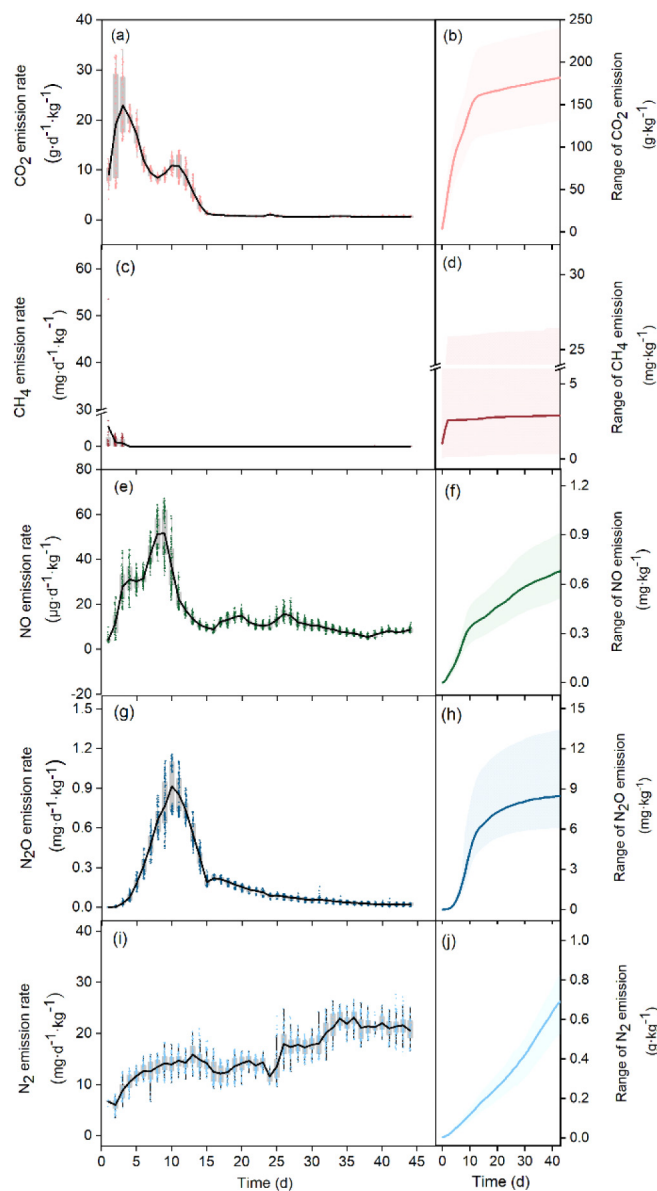 (a)
40
30
20
10
0
CO2 emission rate
(g·d-1·kg-1)
(b)
250
200
150
100
50
0
Range of CO2 emission
(g·kg-1)
(c)
60
50
40
30
0
CH4 emission rate
(mg·d-1·kg-1)
(d)
30
25
5
0
Range of CH4 emission
(mg·kg-1)
(e)
80
60
40
20
0
-20
NO emission rate
(μg·d-1·kg-1)
(f)
1.2
0.9
0.6
0.3
0.0
Range of NO emission
(mg·kg-1)
(g)
1.5
1.2
0.9
0.6
0.3
0.0
N2O emission rate
(mg·d-1·kg-1)
(h)
15
12
9
6
3
0
Range of N2O emission
(mg·kg-1)
(i)
40
30
20
10
0
N2 emission rate
(mg·d-1·kg-1)
0 5 10 15 20 25 30 35 40 45
Time (d)
(j)
1.0
0.8
0.6
0.4
0.2
0.0
Range of N2 emission
(g·kg-1)
0 10 20 30 40
Time (d)